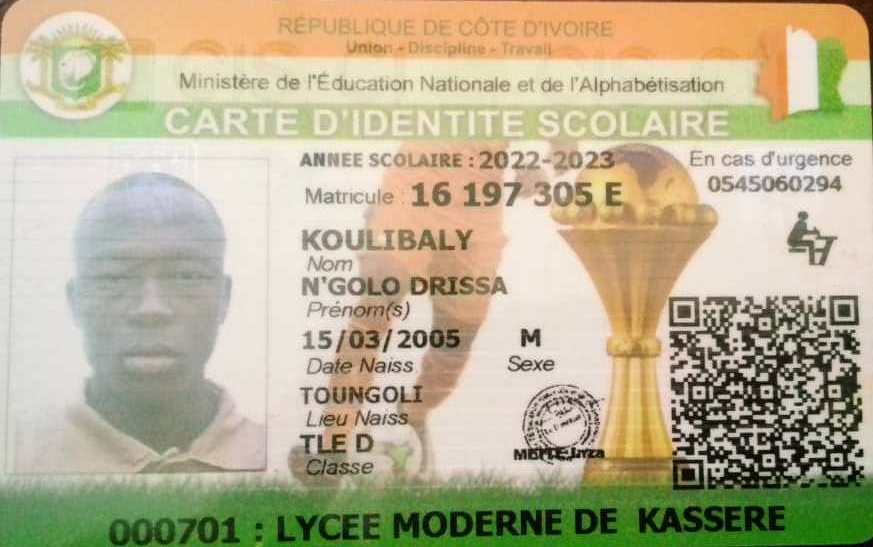 RÉPUBLIQUE DE CÔTE D'IVOIRE
Union - Discipline - Travail
Ministère de l'Éducation Nationale et de l'Alphabétisation
CARTE D'IDENTITE SCOLAIRE
ANNEE SCOLAIRE : 2022-2023
En cas d'urgence
0545060294
Matricule : 16 197 305 E
KOULIBALY
Nom
N'GOLO DRISSA
Prénom(s)
15/03/2005 M
Date Naiss Sexe
TOUNGOLI
Lieu Naiss
TLE D
Classe
000701 : LYCEE MODERNE DE KASSERE